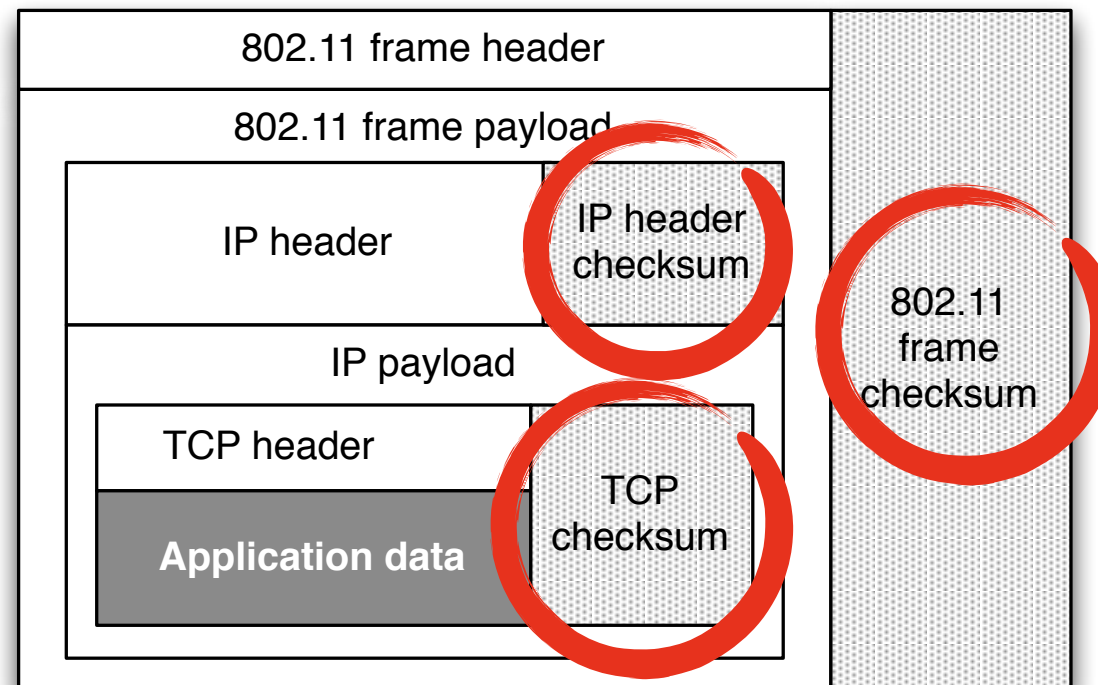 802.11 frame header
802.11 frame payload
IP header
IP header
checksum
802.11
frame
checksum
IP payload
TCP header
TCP
checksum
Application data